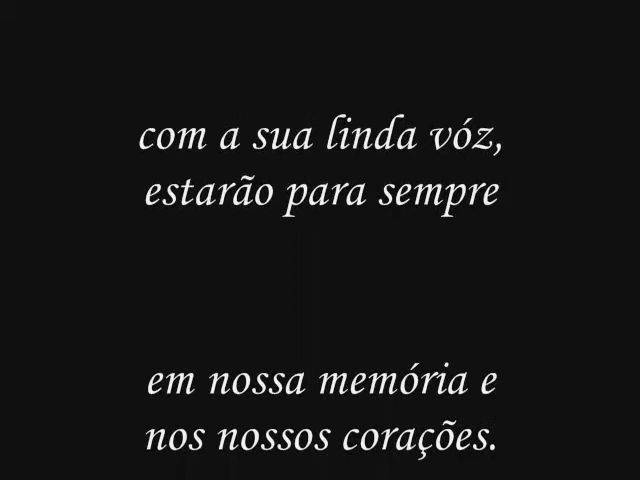 com a sua linda vóz,
estarão para sempre
em nossa memória e
nos nossos corações.